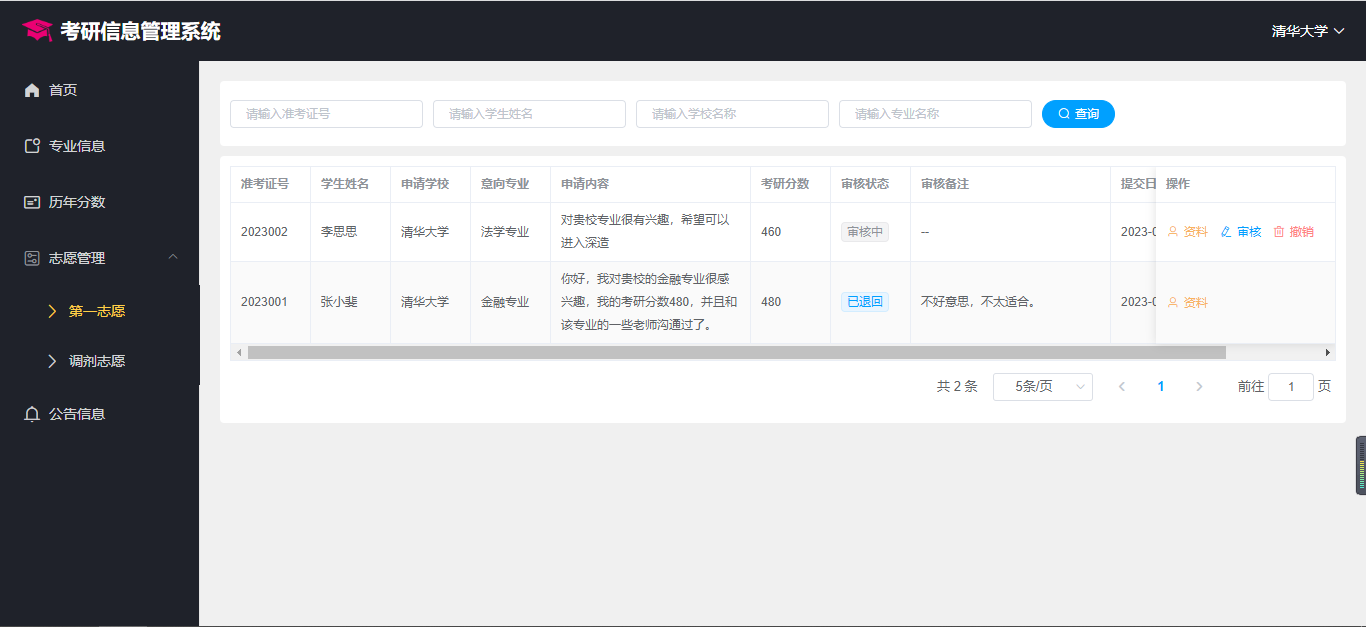 考研信息管理系统
清华大学
首页
专业信息
历年分数
志愿管理
第一志愿
调剂志愿
公告信息
请输入准考证号 请输入学生姓名 请输入学校名称 请输入专业名称 查询
准考证号 学生姓名 申请学校 意向专业 申请内容 考研分数 审核状态 审核备注 提交日 操作
2023002 李思思 清华大学 法学专业 对贵校专业很有兴趣，希望可以
进入深造 460 审核中 -- 2023-0 资料 审核 撤销
2023001 张小斐 清华大学 金融专业 你好，我对贵校的金融专业很感
兴趣，我的考研分数480，并且和
该专业的一些老师沟通过了。 480 已退回 不好意思，不太适合。 2023-0 资料
共 2 条 5条/页 1 前往 1 页